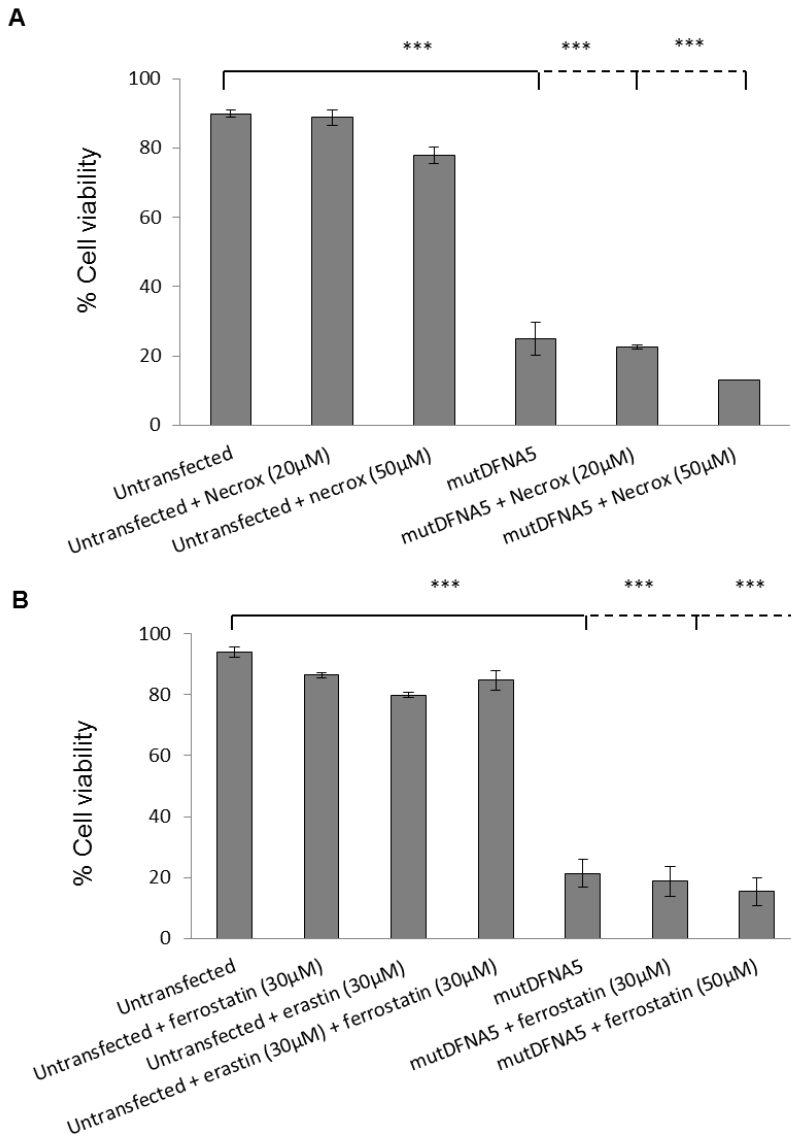 A
*** *** ***
100
80
60
40
20
0
% Cell viability
Untransfected
Untransfected + Necrox (20µM)
Untransfected + necrox (50µM)
mutDFNA5
mutDFNA5 + Necrox (20µM)
mutDFNA5 + Necrox (50µM)
B
*** *** ***
100
80
60
40
20
0
% Cell viability
Untransfected
Untransfected + ferrostatin (30µM)
Untransfected + erastin (30µM)
Untransfected + erastin (30µM) + ferrostatin (30µM)
mutDFNA5
mutDFNA5 + ferrostatin (30µM)
mutDFNA5 + ferrostatin (50µM)